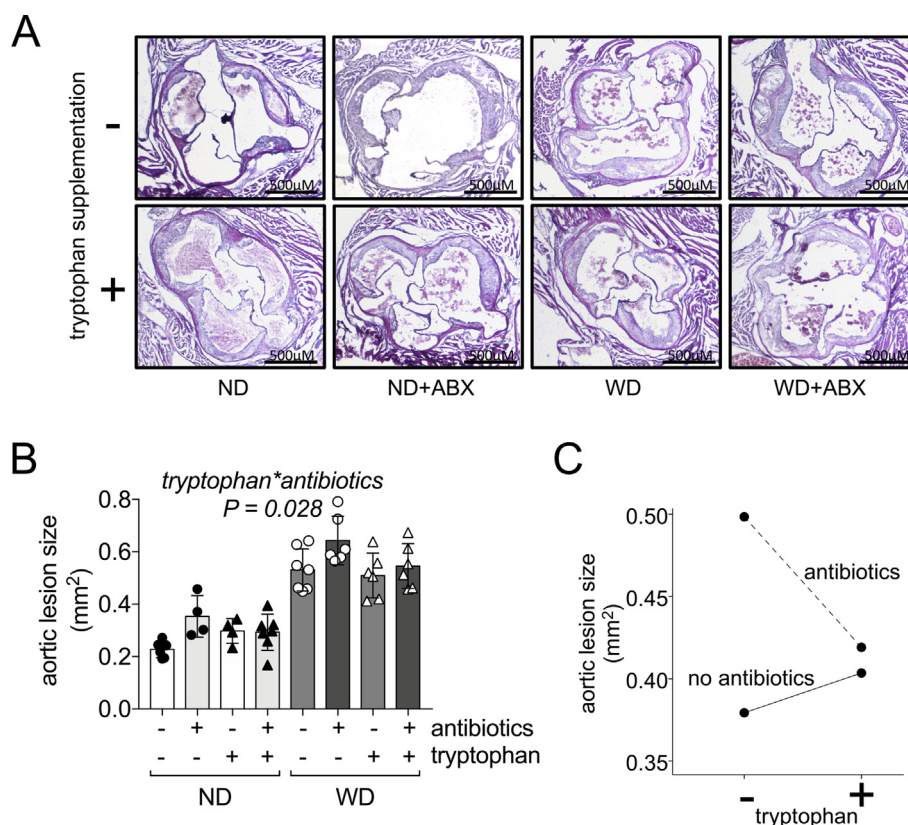 A
tryptophan supplementation
-
+
500µM
500µM
500µM
500µM
500µM
500µM
500µM
500µM
ND
ND+ABX
WD
WD+ABX
B
tryptophan*antibiotics
P = 0.028
aortic lesion size
(mm²)
0.8
0.6
0.4
0.2
0.0
- + - + - + - + antibiotics
- - + + - - + + tryptophan
ND
WD
C
aortic lesion size
(mm²)
0.50
0.45
0.40
0.35
antibiotics
no antibiotics
- +
tryptophan